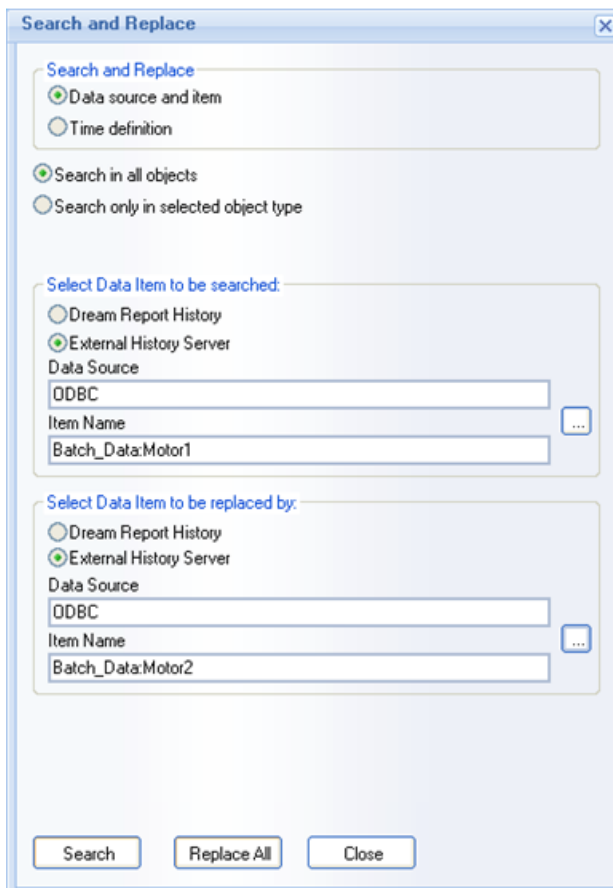 Search and Replace
Search and Replace
Data source and item
Time definition
Search in all objects
Search only in selected object type
Select Data Item to be searched:
Dream Report History
External History Server
Data Source
ODBC
...
Item Name
Batch_Data:Motor1
Select Data Item to be replaced by:
Dream Report History
External History Server
Data Source
ODBC
...
Item Name
Batch_Data:Motor2
Search Replace All Close